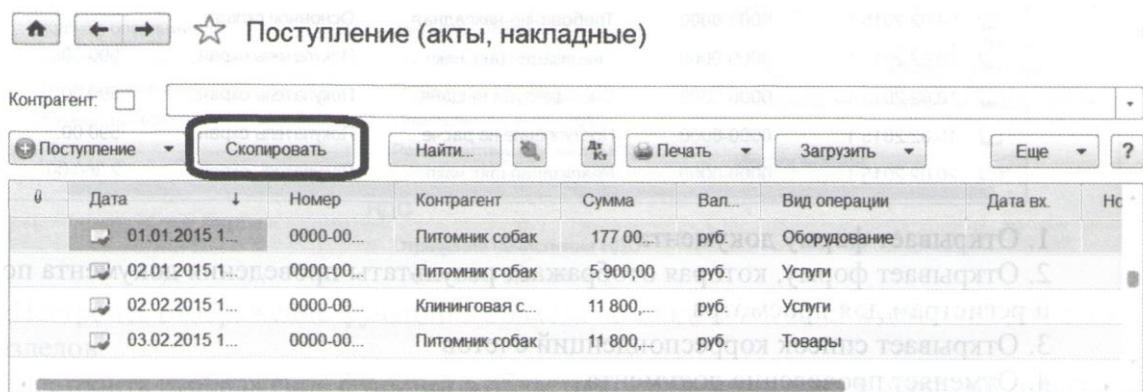 Поступление (акты, накладные)
Контрагент:
Поступление Скопировать Найти... Дт Кт Печать Загрузить Еще ?
Дата ↓ Номер Контрагент Сумма Вал... Вид операции Дата вх. Но
01.01.2015 1... 0000-00... Питомник собак 177 00... руб. Оборудование
02.01.2015 1... 0000-00... Питомник собак 5 900,00 руб. Услуги
02.02.2015 1... 0000-00... Клининговая с... 11 800,... руб. Услуги
03.02.2015 1... 0000-00... Питомник собак 11 800,... руб. Товары